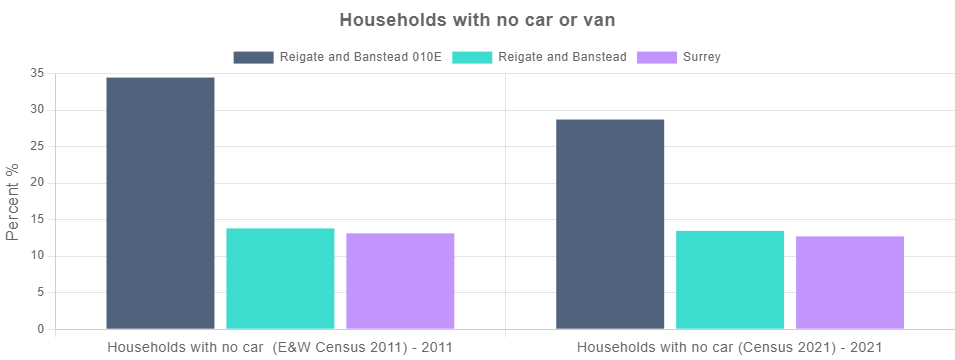 Households with no car or van
Reigate and Banstead 010E Reigate and Banstead Surrey
Percent %
35
30
25
20
15
10
5
0
Households with no car  (E&W Census 2011) - 2011 Households with no car (Census 2021) - 2021